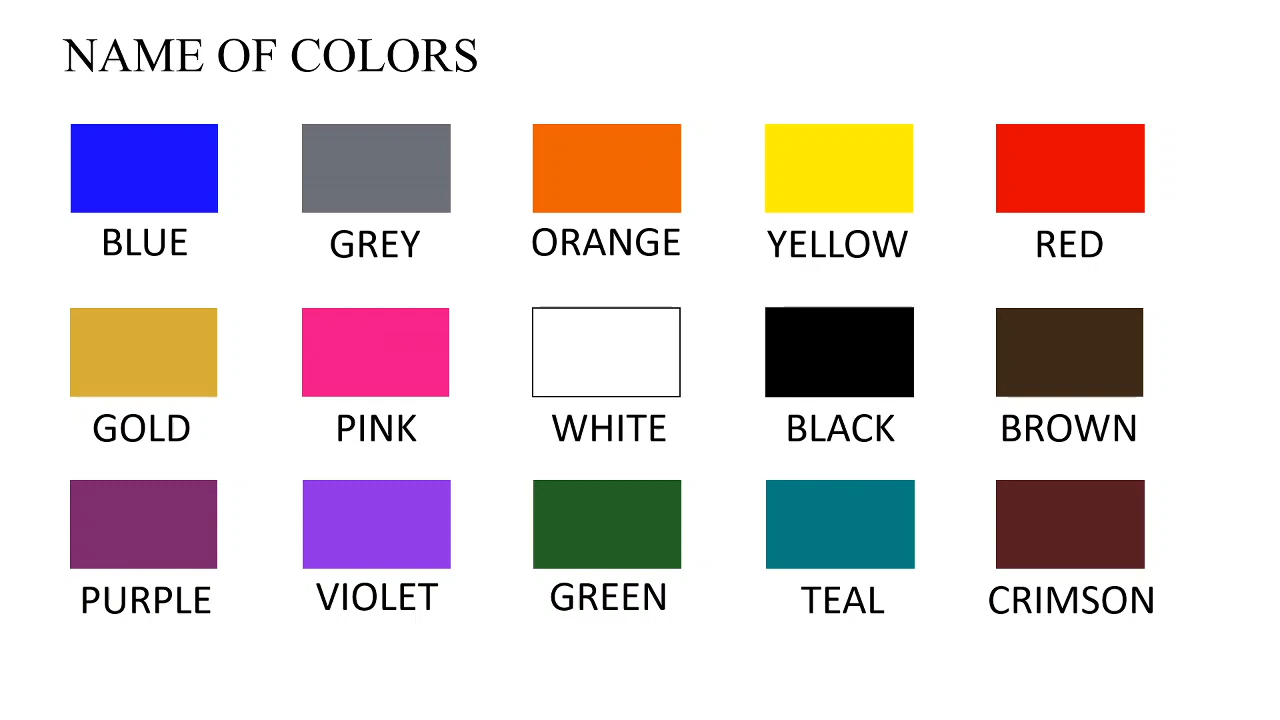 NAME OF COLORS
BLUE GREY ORANGE YELLOW RED
GOLD PINK WHITE BLACK BROWN
PURPLE VIOLET GREEN TEAL CRIMSON